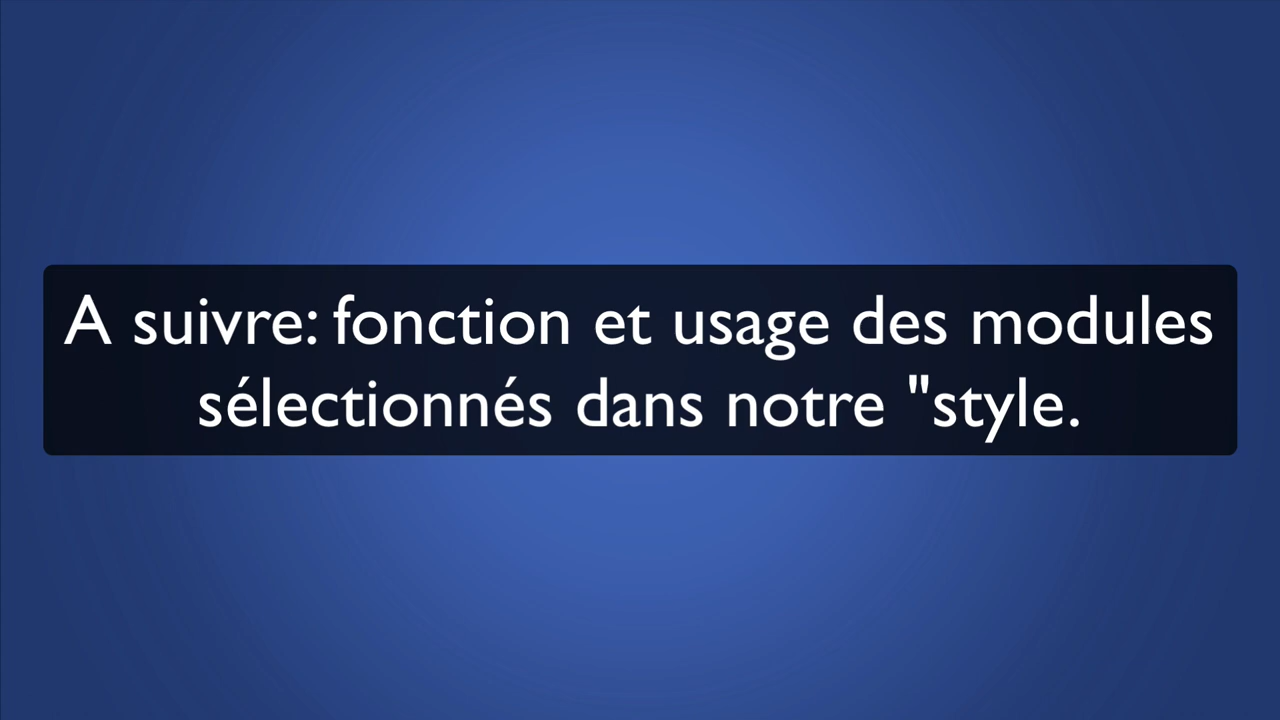 A suivre: fonction et usage des modules
sélectionnés dans notre "style.